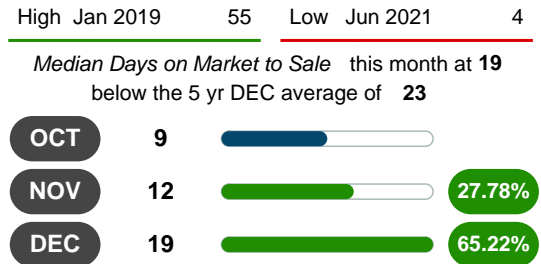 High Jan 2019 55 Low Jun 2021 4
Median Days on Market to Sale this month at 19
below the 5 yr DEC average of 23
OCT 9
NOV 12 27.78%
DEC 19 65.22%